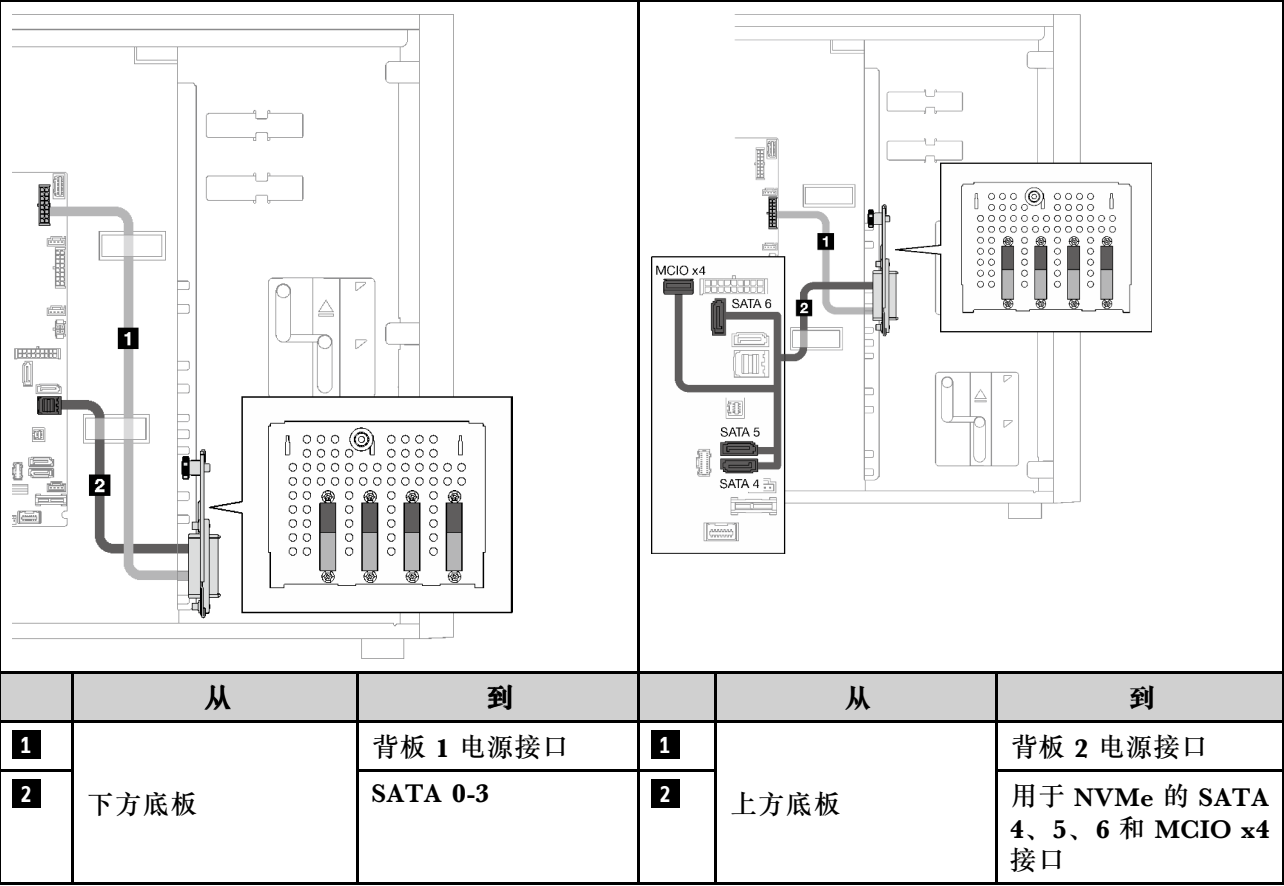 1
2
MCIO x4
SATA 6
1
2
SATA 5
SATA 4
从 到 从 到
1 下方底板 背板 1 电源接口 1 上方底板 背板 2 电源接口
2 SATA 0-3 2 用于 NVMe 的 SATA
4、5、6 和 MCIO x4
接口